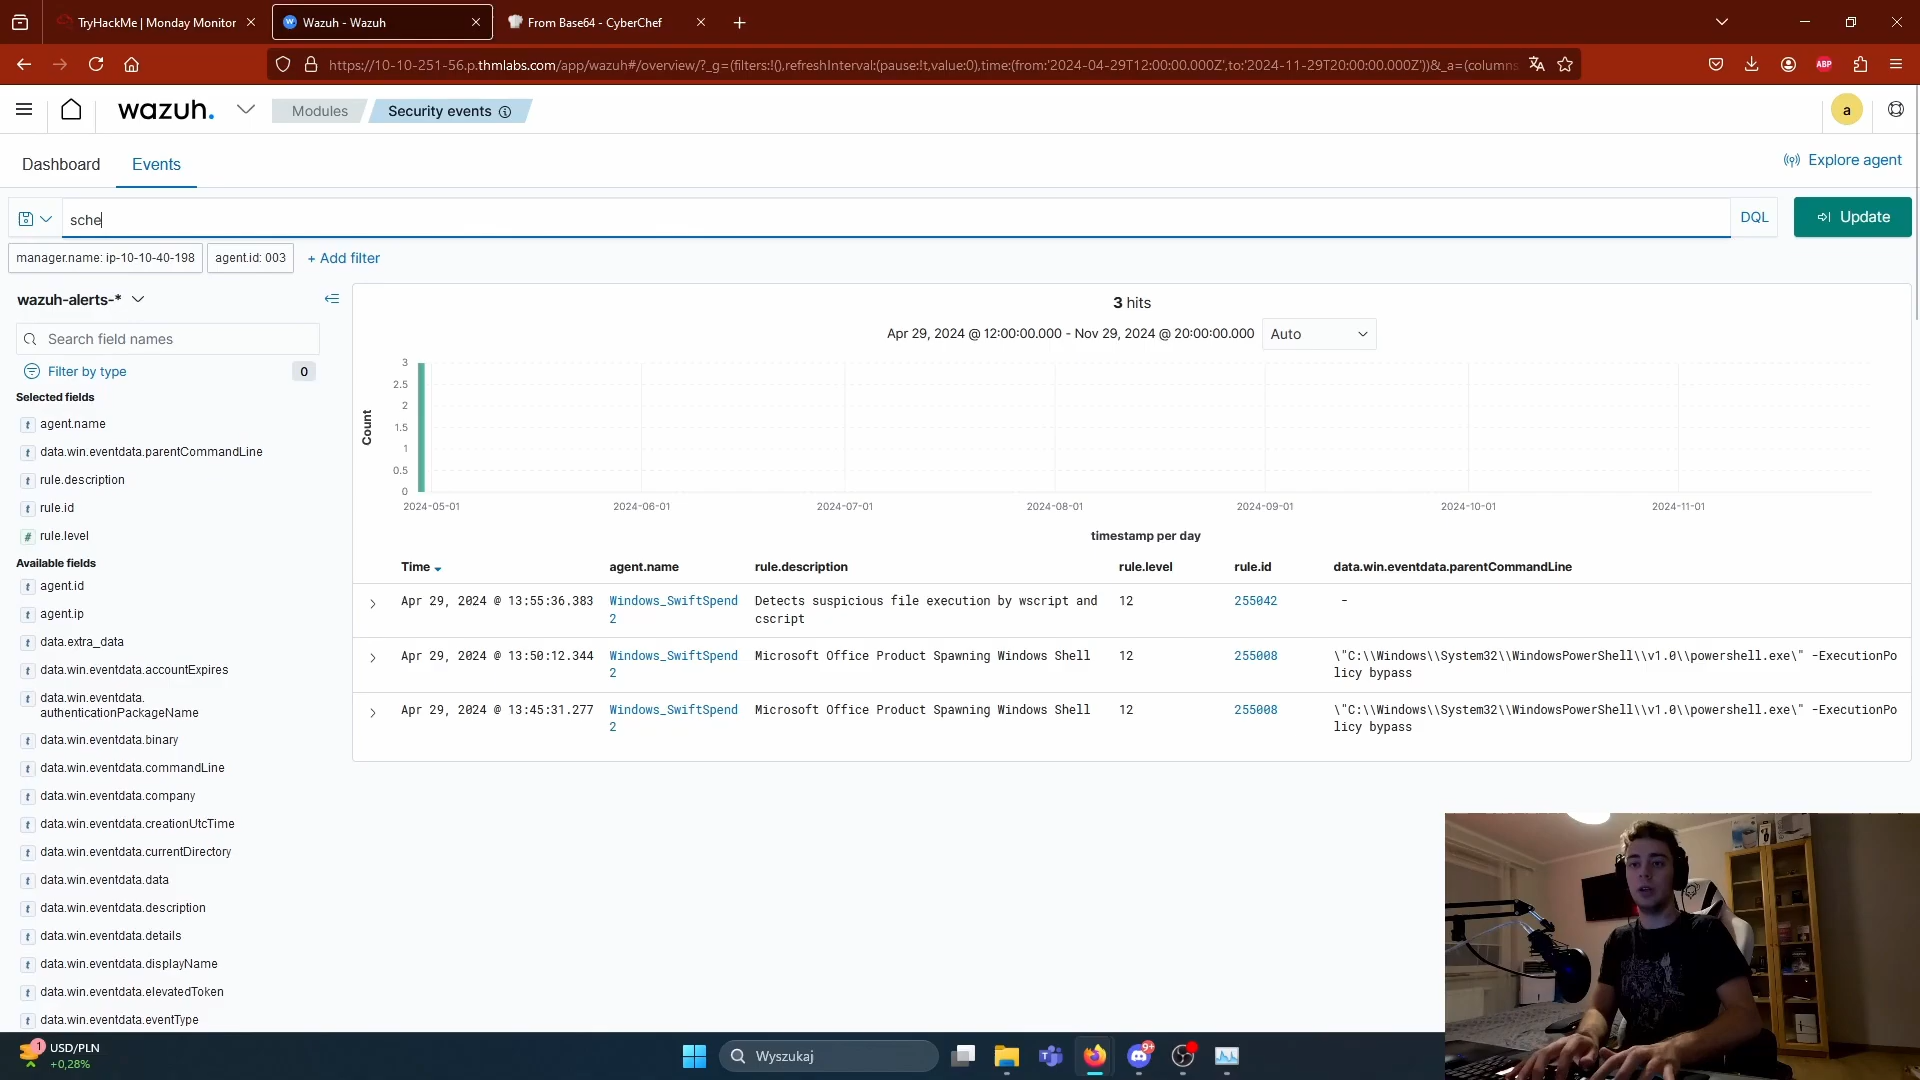 TryHackMe | Monday Monitor
Wazuh - Wazuh
From Base64 - CyberChef
https://10-10-251-56.p.thmlabs.com/app/wazuh#/overview/?_g=(filters:!(),refreshInterval:(pause:!t,value:0),time:(from:'2024-04-29T12:00:00.000Z',to:'2024-11-29T20:00:00.000Z'))&_a=(columns
ABP
wazuh.
Modules
Security events
a
Dashboard
Events
Explore agent
sche
DQL
Update
manager.name: ip-10-10-40-198
agent.id: 003
+ Add filter
wazuh-alerts-*
Search field names
Filter by type
0
Selected fields
t agent.name
t data.win.eventdata.parentCommandLine
t rule.description
t rule.id
# rule.level
Available fields
t agent.id
t agent.ip
t data.extra_data
t data.win.eventdata.accountExpires
t data.win.eventdata.
authenticationPackageName
t data.win.eventdata.binary
t data.win.eventdata.commandLine
t data.win.eventdata.company
t data.win.eventdata.creationUtcTime
t data.win.eventdata.currentDirectory
t data.win.eventdata.data
t data.win.eventdata.description
t data.win.eventdata.details
t data.win.eventdata.displayName
t data.win.eventdata.elevatedToken
t data.win.eventdata.eventType
3 hits
Apr 29, 2024 @ 12:00:00.000 - Nov 29, 2024 @ 20:00:00.000
Auto
Count
3
2.5
2
1.5
1
0.5
0
2024-05-01
2024-06-01
2024-07-01
2024-08-01
2024-09-01
2024-10-01
2024-11-01
timestamp per day
Time agent.name rule.description rule.level rule.id data.win.eventdata.parentCommandLine
Apr 29, 2024 @ 13:55:36.383 Windows_SwiftSpend Detects suspicious file execution by wscript and 12 255042 -
2 cscript
Apr 29, 2024 @ 13:50:12.344 Windows_SwiftSpend Microsoft Office Product Spawning Windows Shell 12 255008 \"C:\\Windows\\System32\\WindowsPowerShell\\v1.0\\powershell.exe\" -ExecutionPo
2 licy bypass
Apr 29, 2024 @ 13:45:31.277 Windows_SwiftSpend Microsoft Office Product Spawning Windows Shell 12 255008 \"C:\\Windows\\System32\\WindowsPowerShell\\v1.0\\powershell.exe\" -ExecutionPo
2 licy bypass
1
USD/PLN
+0,28%
Wyszukaj
9+